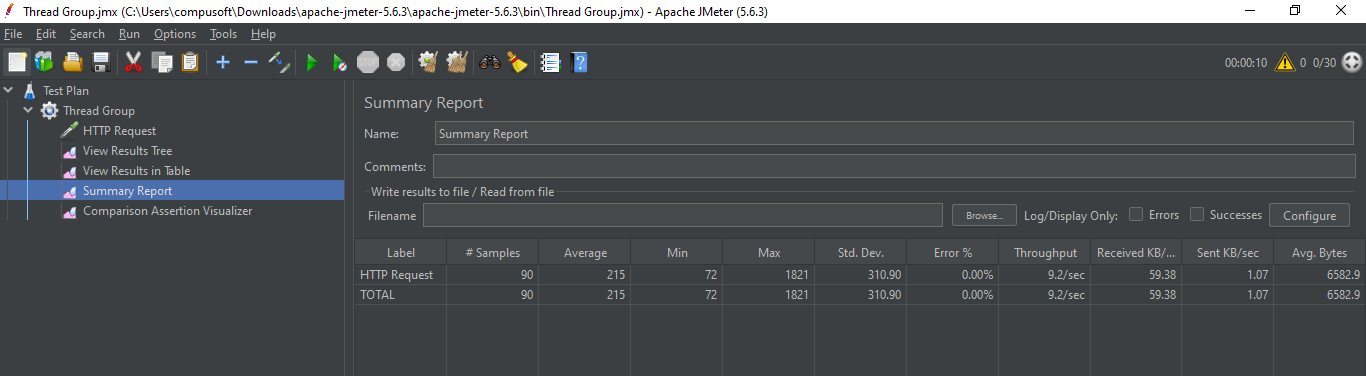 Thread Group.jmx (C:\Users\compusoft\Downloads\apache-jmeter-5.6.3\apache-jmeter-5.6.3\bin\Thread Group.jmx) - Apache JMeter (5.6.3)
File Edit Search Run Options Tools Help
STOP 00:00:10 0 0/30
Test Plan
Thread Group
HTTP Request
View Results Tree
View Results in Table
Summary Report
Comparison Assertion Visualizer
Summary Report
Name: Summary Report
Comments:
Write results to file / Read from file
Filename Browse... Log/Display Only: Errors Successes Configure
Label # Samples Average Min Max Std. Dev. Error % Throughput Received KB/... Sent KB/sec Avg. Bytes
HTTP Request 90 215 72 1821 310.90 0.00% 9.2/sec 59.38 1.07 6582.9
TOTAL 90 215 72 1821 310.90 0.00% 9.2/sec 59.38 1.07 6582.9